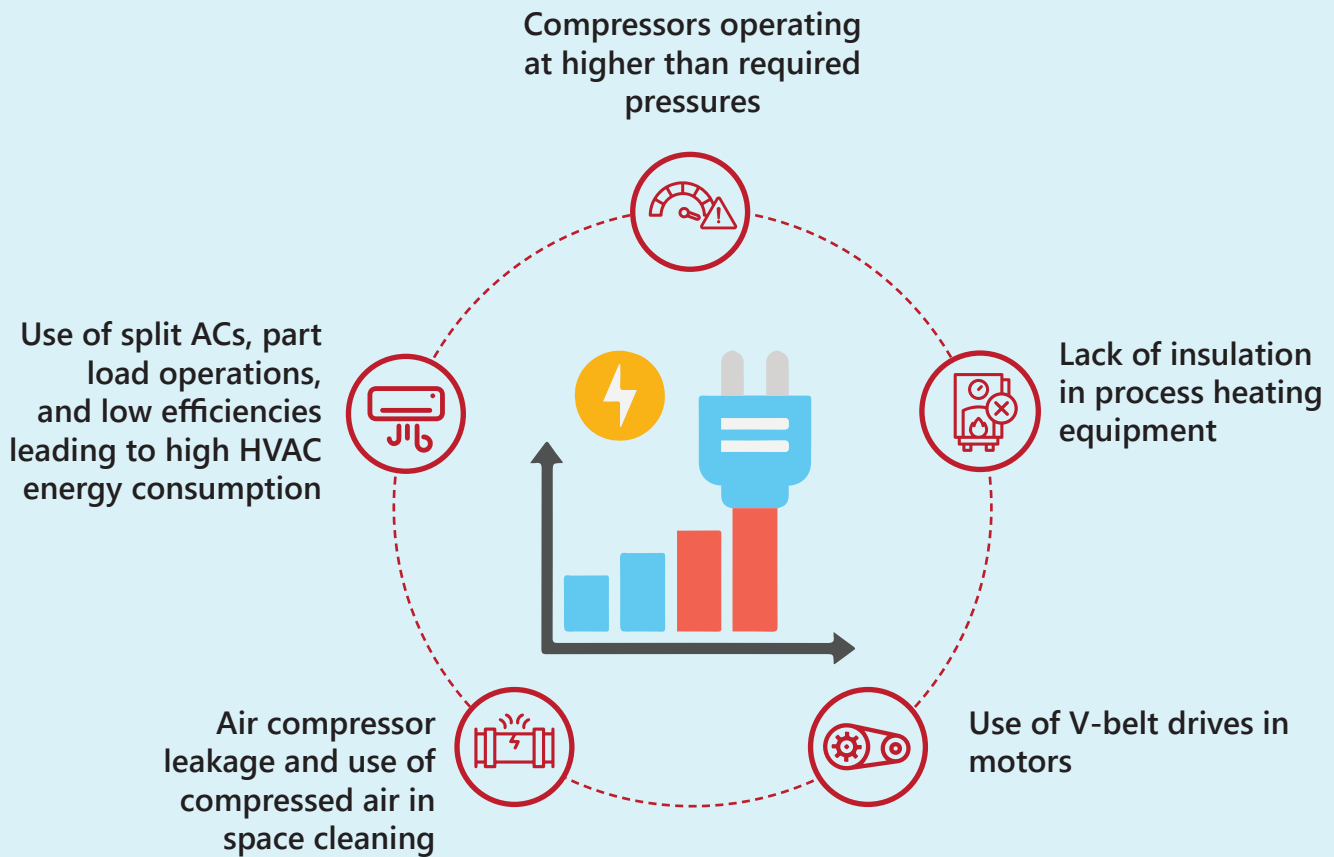 Compressors operating
at higher than required
pressures
Use of split ACs, part
load operations,
and low efficiencies
leading to high HVAC
energy consumption
Lack of insulation
in process heating
equipment
Air compressor
leakage and use of
compressed air in
space cleaning
Use of V-belt drives in
motors